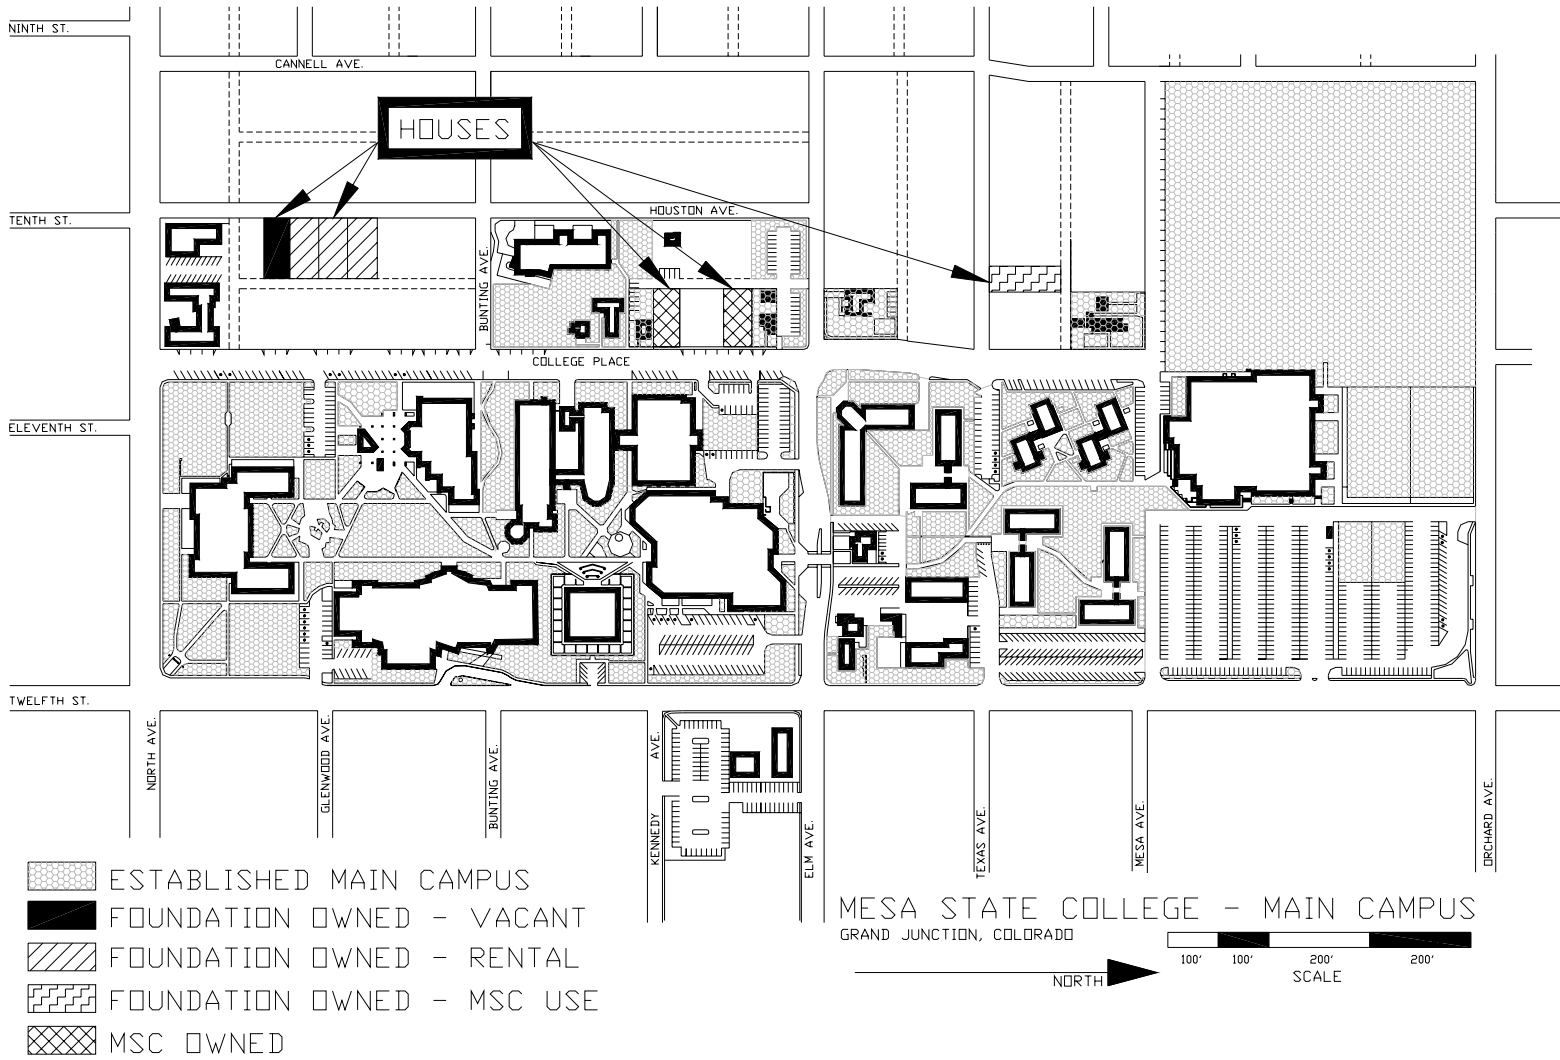 NINTH ST.
CANNELL AVE.
HOUSES
TENTH ST.
HOUSTON AVE.
BUNTING AVE.
COLLEGE PLACE
ELEVENTH ST.
TWELFTH ST.
NORTH AVE.
GLENWOOD AVE.
BUNTING AVE.
KENNEDY AVE.
ELM AVE.
TEXAS AVE.
MESA AVE.
ORCHARD AVE.
ESTABLISHED MAIN CAMPUS
FOUNDATION OWNED - VACANT
FOUNDATION OWNED - RENTAL
FOUNDATION OWNED - MSC USE
MSC OWNED
MESA STATE COLLEGE - MAIN CAMPUS
GRAND JUNCTION, COLORADO
NORTH
100' 100' 200' 200'
SCALE